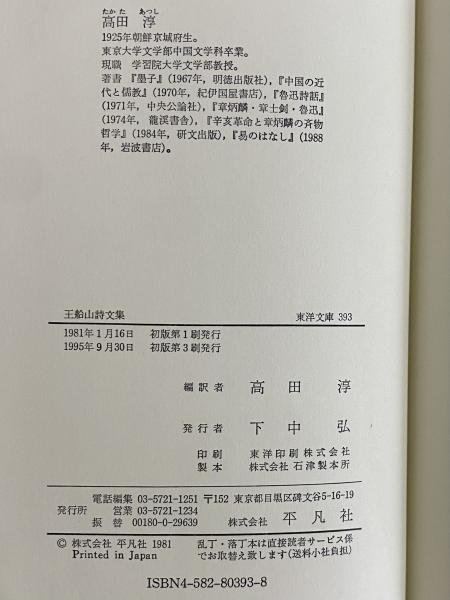 たかた あつし
高田 淳
1925年朝鮮京城府生。
東京大学文学部中国文学科卒業。
現職 学習院大学文学部教授。
著書 『墨子』(1967年，明徳出版社)，『中国の近
代と儒教』(1970年，紀伊国屋書店)，『魯迅詩話』
(1971年，中央公論社)，『章炳麟・章士釗・魯迅』
(1974年，龍渓書舎)，『辛亥革命と章炳麟の斉物
哲学』(1984年，研文出版)，『易のはなし』(1988
年，岩波書店)。
王船山詩文集 東洋文庫 393
1981年1月16日 初版第1刷発行
1995年9月30日 初版第3刷発行
編訳者 高田淳
発行者 下中弘
印刷 東洋印刷株式会社
製本 株式会社 石津製本所
電話編集 03-5721-1251 〒152 東京都目黒区碑文谷5-16-19
発行所 営業 03-5721-1234
振替 00180-0-29639 株式会社 平凡社
© 株式会社 平凡社 1981 乱丁・落丁本は直接読者サービス係ま
Printed in Japan でお取替え致します(送料小社負担)
ISBN4-582-80393-8